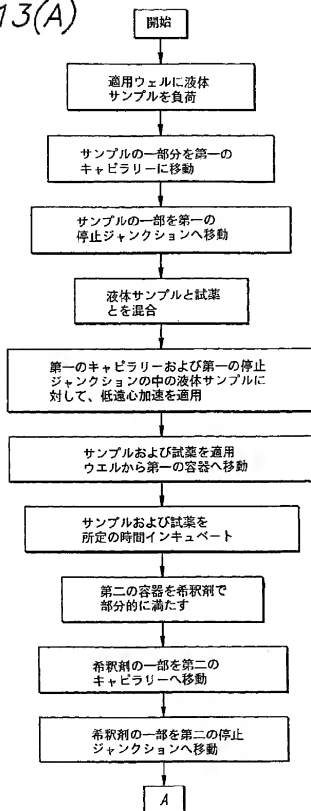 13(A)
開始
適用ウェルに液体
サンプルを負荷
サンプルの一部分を第一の
キャピラリーに移動
サンプルの一部を第一の
停止ジャンクションへ移動
液体サンプルと試薬
とを混合
第一のキャピラリーおよび第一の停止
ジャンクションの中の液体サンプルに
対して、低遠心加速を適用
サンプルおよび試薬を適用
ウエルから第一の容器へ移動
サンプルおよび試薬を
所定の時間インキュベート
第二の容器を希釈剤で
部分的に満たす
希釈剤の一部を第二の
キャピラリーへ移動
希釈剤の一部を第二の停止
ジャンクションへ移動
A